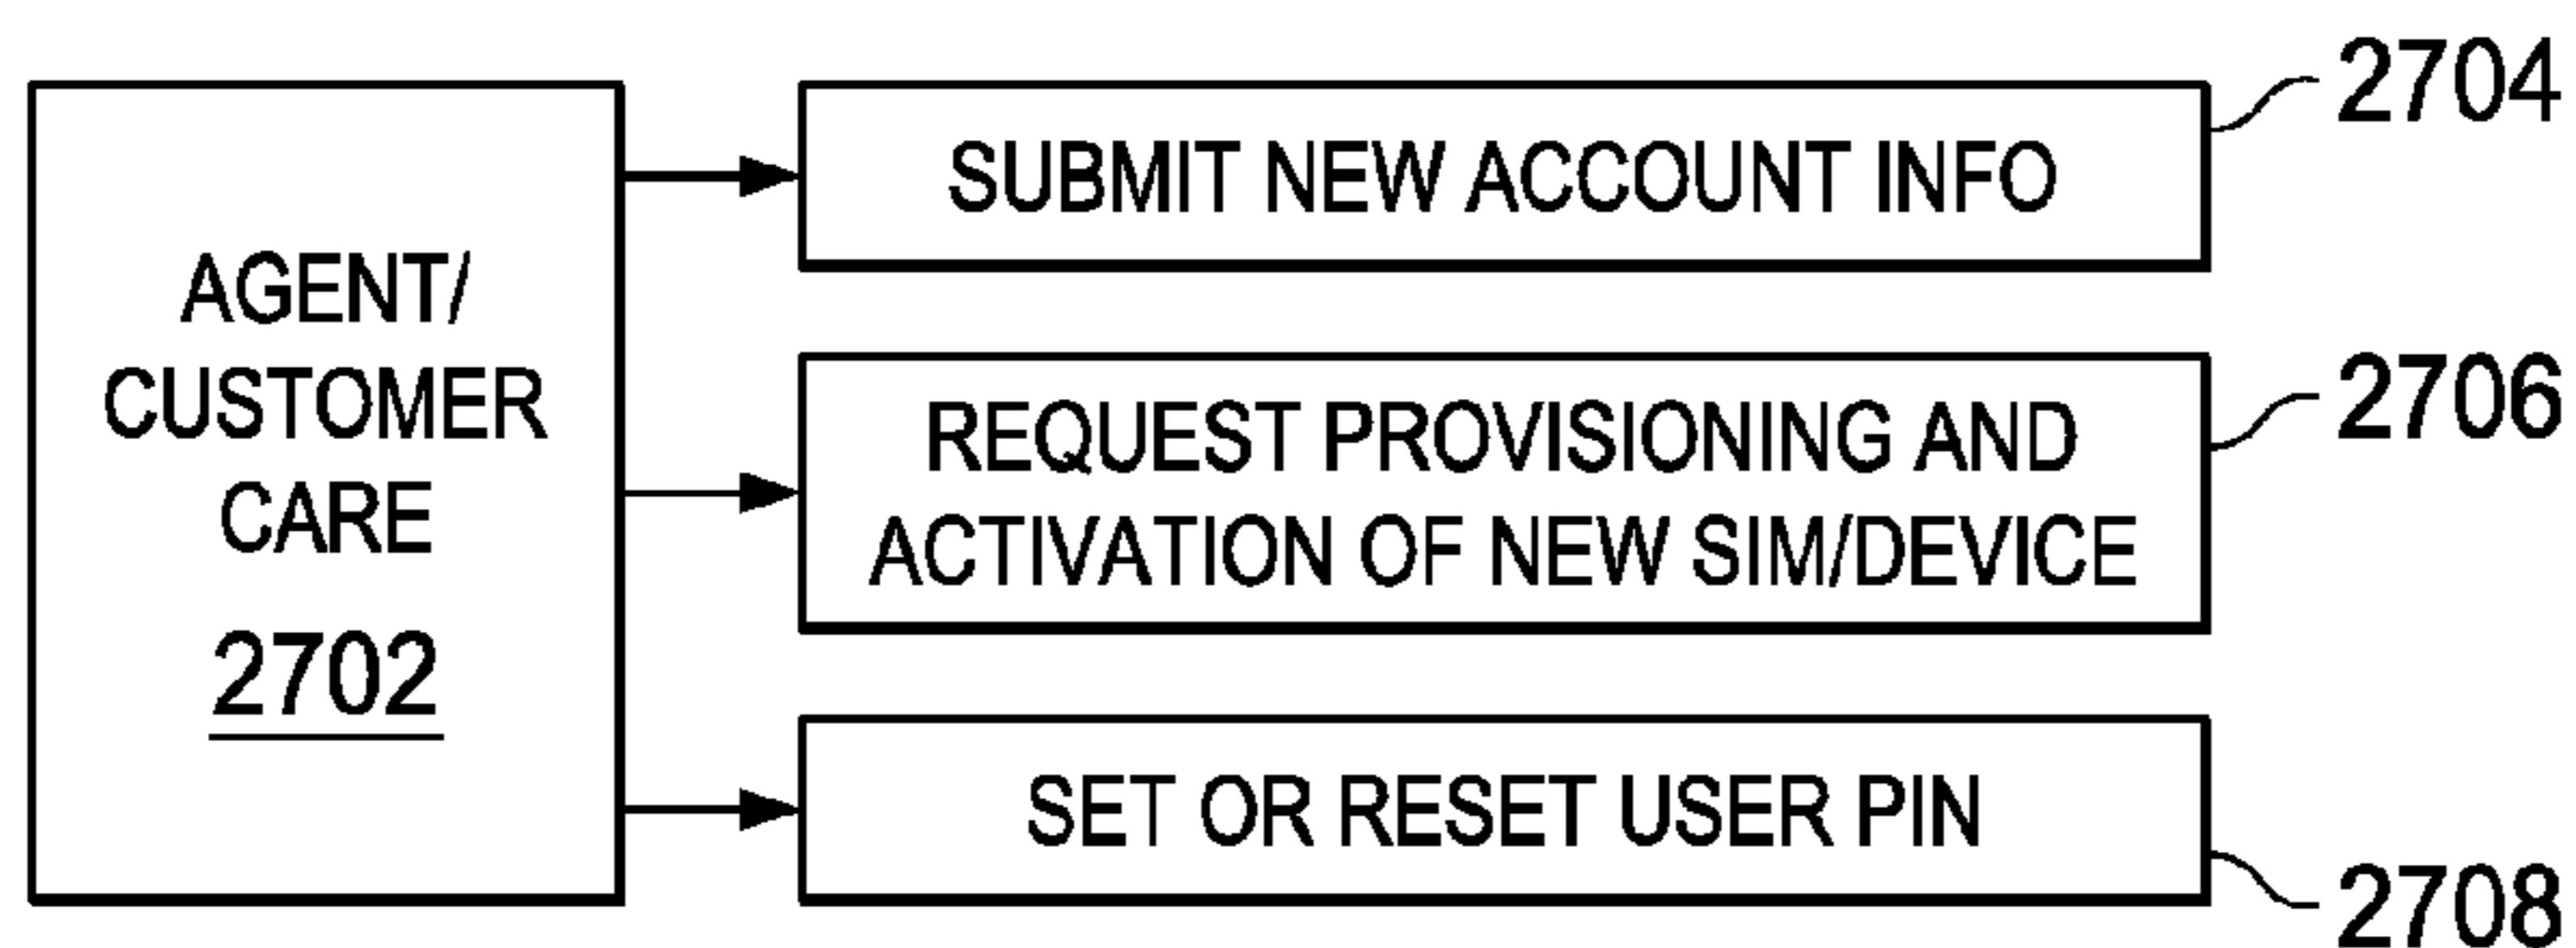 AGENT/
CUSTOMER
CARE
2702
SUBMIT NEW ACCOUNT INFO
2704
REQUEST PROVISIONING AND
ACTIVATION OF NEW SIM/DEVICE
2706
SET OR RESET USER PIN
2708